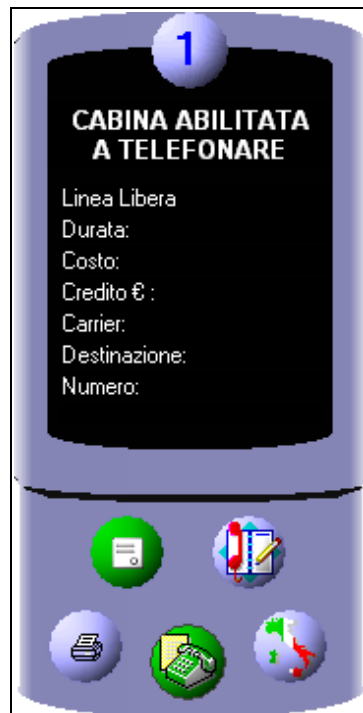 1
CABINA ABILITATA
A TELEFONARE
Linea Libera
Durata:
Costo:
Credito € :
Carrier:
Destinazione:
Numero: